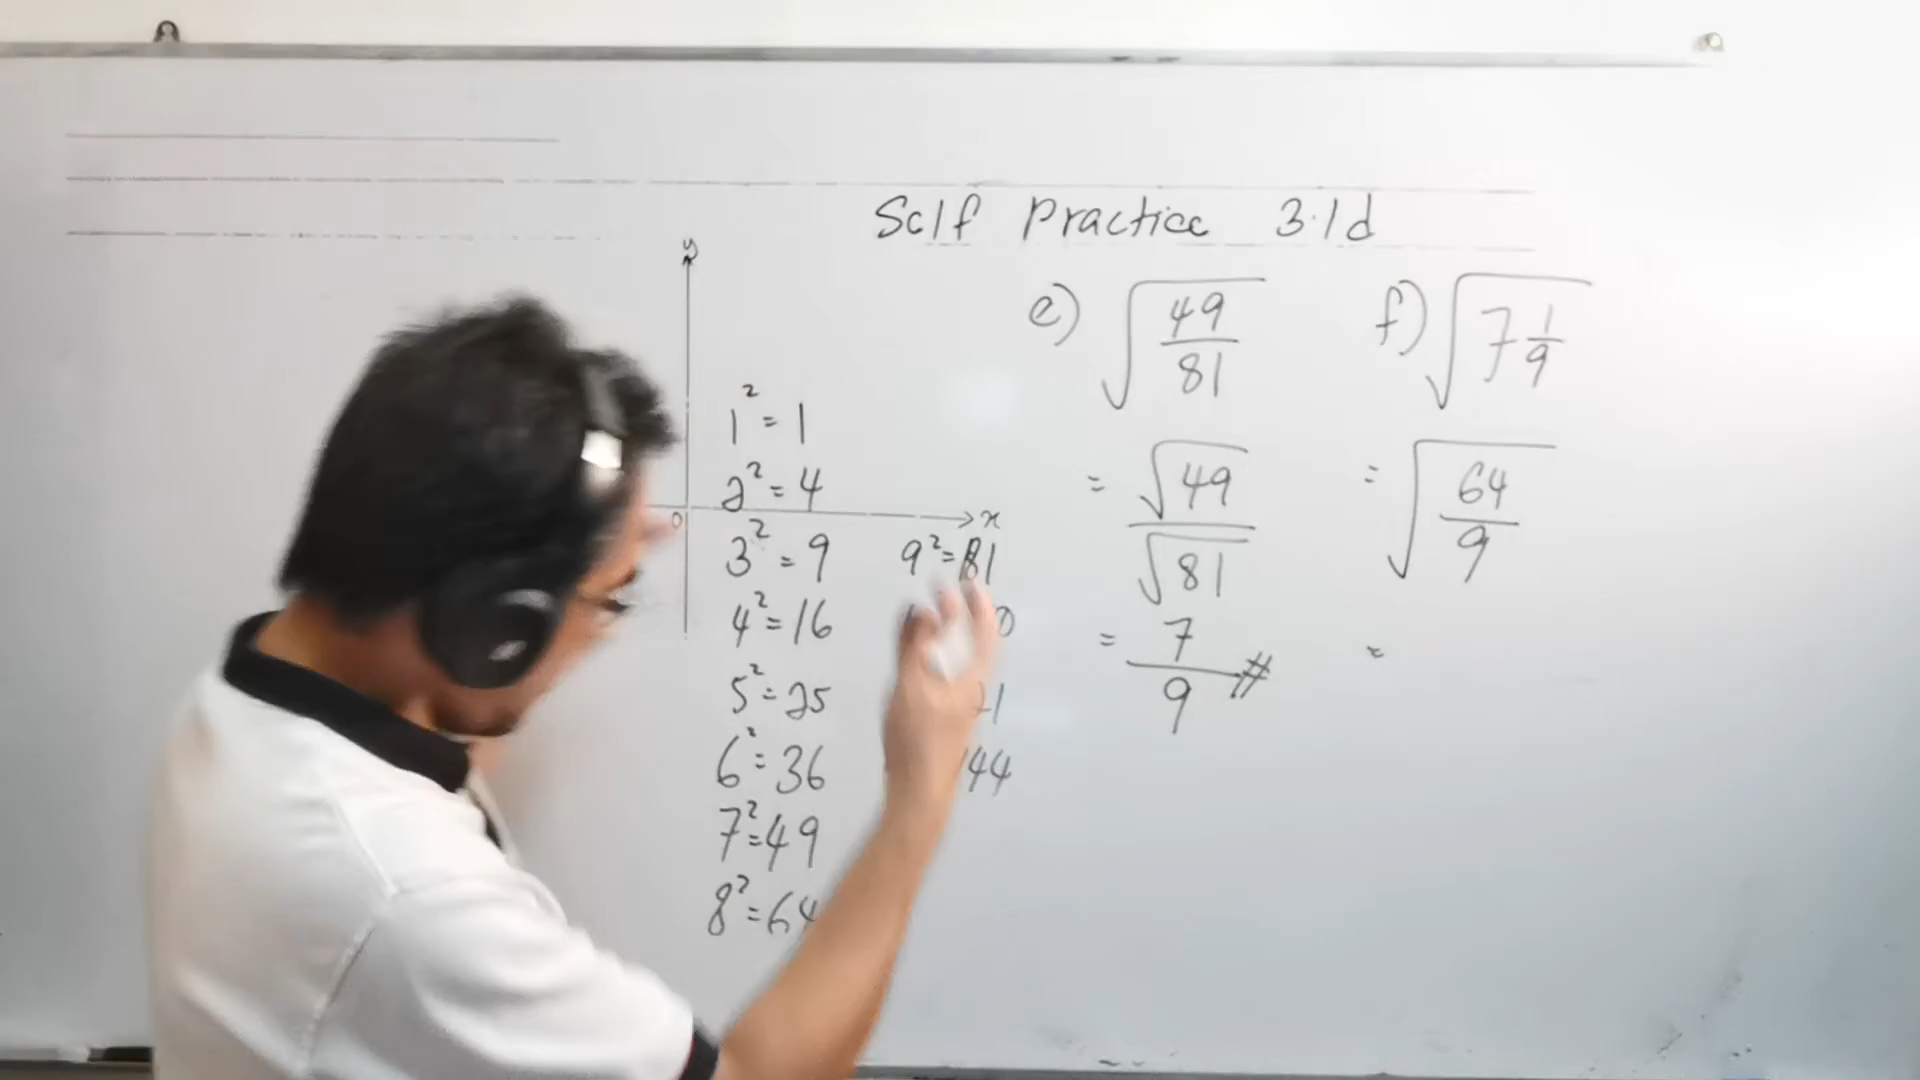 Self Practice 3.1d
y
0
x
1² = 1
2² = 4
3² = 9
4² = 16
5² = 25
6² = 36
7² = 49
8² = 64
9² = 81
44
e) √(49/81)
= √49/√81
= 7/9 #
f) √(7 1/9)
= √(64/9)
=